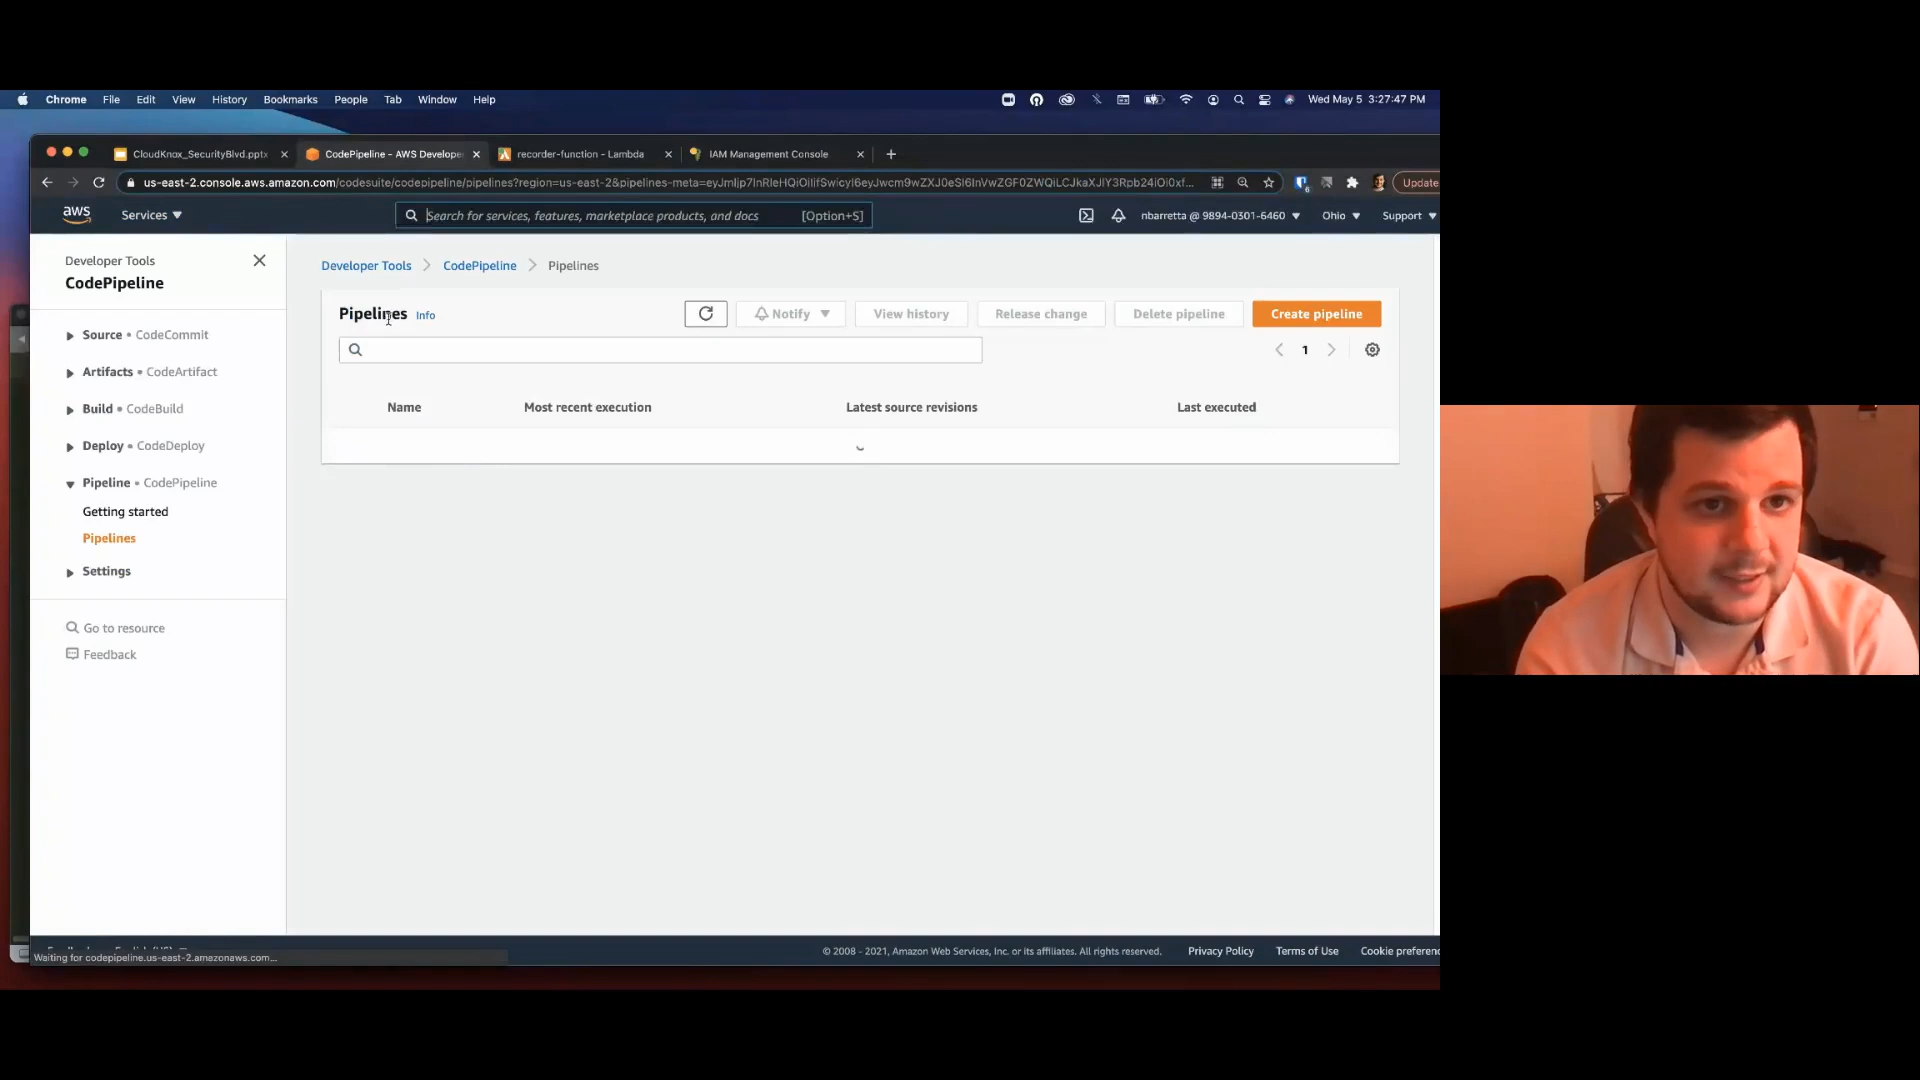 Chrome File Edit View History Bookmarks People Tab Window Help Wed May 5 3:27:47 PM
CloudKnox_SecurityBlvd.pptx CodePipeline - AWS Develope recorder-function - Lambda IAM Management Console
us-east-2.console.aws.amazon.com/codesuite/codepipeline/pipelines?region=us-east-2&pipelines-meta= Update
aws Services Search for services, features, marketplace products, and docs [Option+S] nbarretta @ 9894-0301-6460 Ohio Support
Developer Tools
CodePipeline
Source • CodeCommit
Artifacts • CodeArtifact
Build • CodeBuild
Deploy • CodeDeploy
Pipeline • CodePipeline
Getting started
Pipelines
Settings
Go to resource
Feedback
Developer Tools CodePipeline Pipelines
Pipelines Info Notify View history Release change Delete pipeline Create pipeline
1
Name Most recent execution Latest source revisions Last executed
Waiting for codepipeline.us-east-2.amazonaws.com...
© 2008 - 2021, Amazon Web Services, Inc. or its affiliates. All rights reserved. Privacy Policy Terms of Use Cookie preferenc